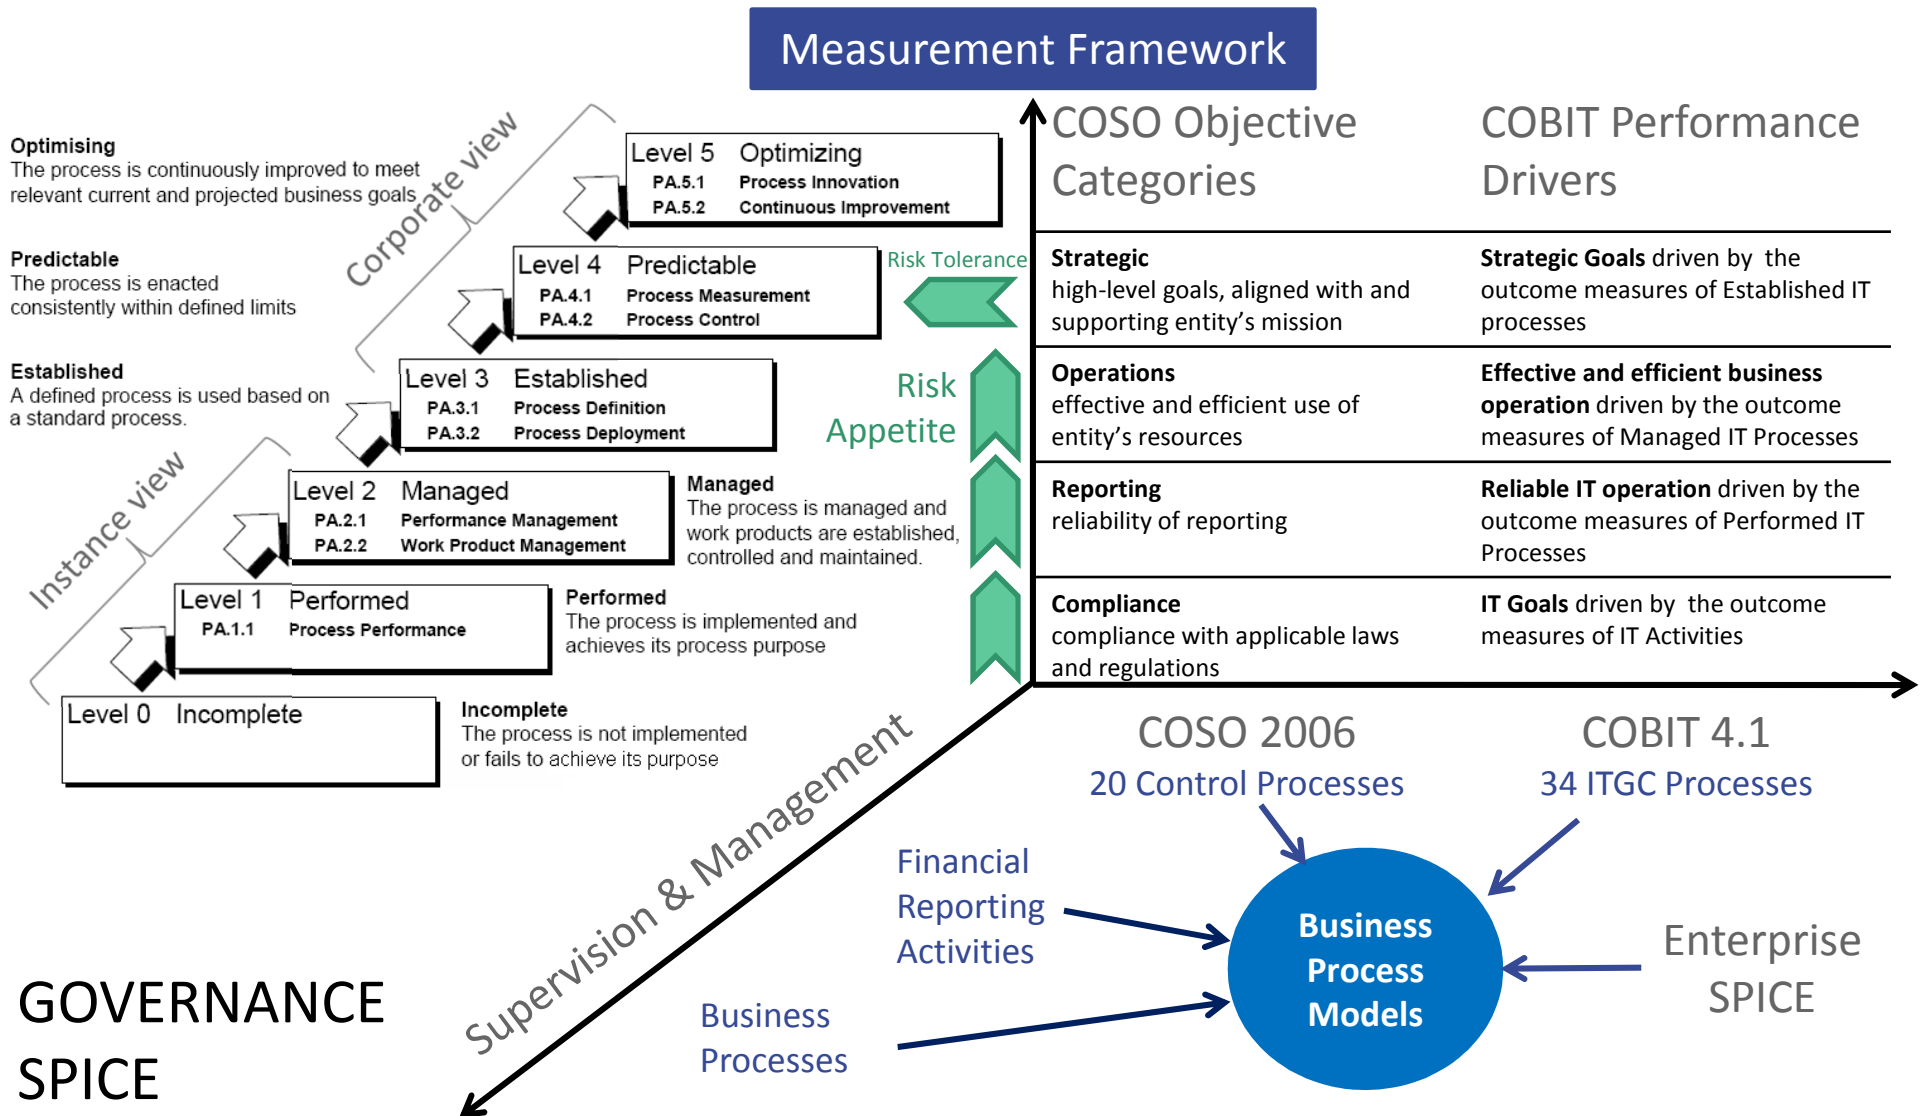 Measurement Framework
Optimising
The process is continuously improved to meet
relevant current and projected business goals
Predictable
The process is enacted
consistently within defined limits
Established
A defined process is used based on
a standard process.
Corporate view
Instance view
Level 5 Optimizing
PA.5.1 Process Innovation
PA.5.2 Continuous Improvement
Level 4 Predictable
PA.4.1 Process Measurement
PA.4.2 Process Control
Level 3 Established
PA.3.1 Process Definition
PA.3.2 Process Deployment
Level 2 Managed
PA.2.1 Performance Management
PA.2.2 Work Product Management
Managed
The process is managed and
work products are established,
controlled and maintained.
Level 1 Performed
PA.1.1 Process Performance
Performed
The process is implemented and
achieves its process purpose
Level 0 Incomplete
Incomplete
The process is not implemented
or fails to achieve its purpose
Risk Tolerance
Risk
Appetite
COSO Objective
Categories
COBIT Performance
Drivers
Strategic
high-level goals, aligned with and
supporting entity’s mission
Strategic Goals driven by the
outcome measures of Established IT
processes
Operations
effective and efficient use of
entity’s resources
Effective and efficient business
operation driven by the outcome
measures of Managed IT Processes
Reporting
reliability of reporting
Reliable IT operation driven by the
outcome measures of Performed IT
Processes
Compliance
compliance with applicable laws
and regulations
IT Goals driven by the outcome
measures of IT Activities
Supervision & Management
COSO 2006
20 Control Processes
COBIT 4.1
34 ITGC Processes
Financial
Reporting
Activities
Business
Processes
Business
Process
Models
Enterprise
SPICE
GOVERNANCE
SPICE